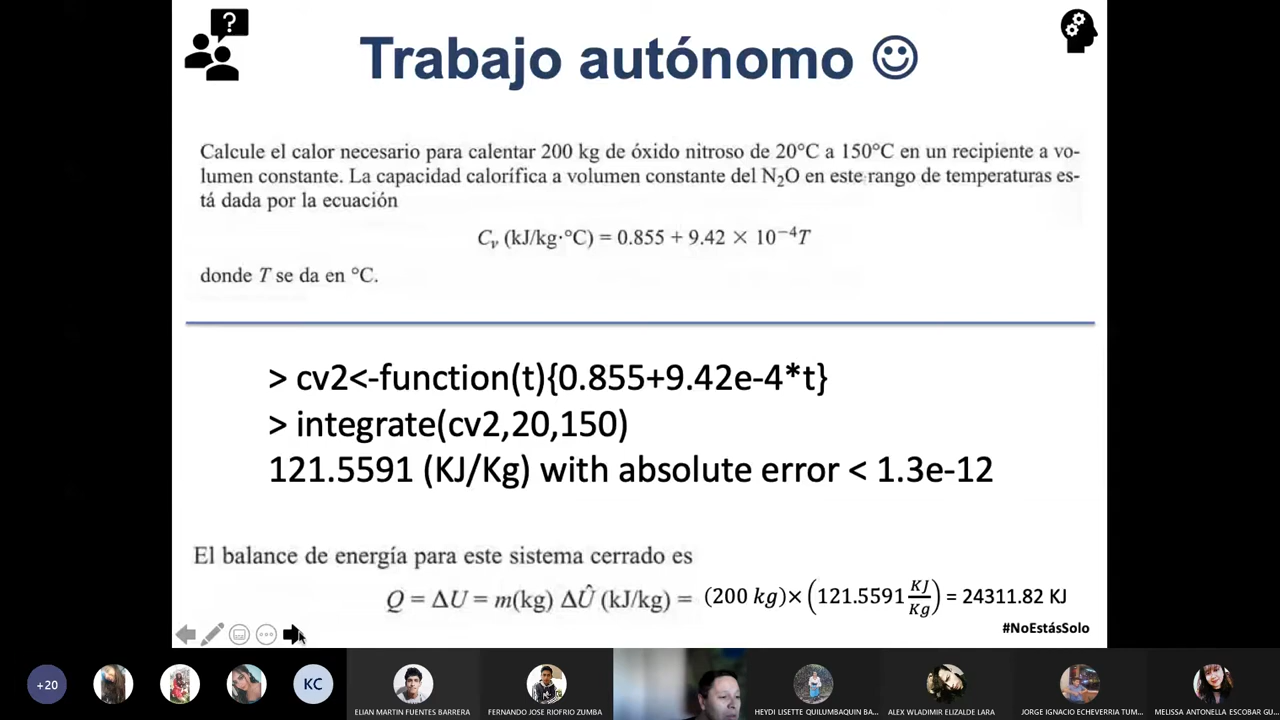 ?
Trabajo autónomo ☺
Calcule el calor necesario para calentar 200 kg de óxido nitroso de 20°C a 150°C en un recipiente a vo-
lumen constante. La capacidad calorífica a volumen constante del N₂O en este rango de temperaturas es-
tá dada por la ecuación
Cᵥ (kJ/kg·°C) = 0.855 + 9.42 × 10⁻⁴T
donde T se da en °C.
> cv2<-function(t){0.855+9.42e-4*t}
> integrate(cv2,20,150)
121.5591 (KJ/Kg) with absolute error < 1.3e-12
El balance de energía para este sistema cerrado es
Q = ΔU = m(kg) ΔÛ (kJ/kg) = (200 kg)×(121.5591 KJ/Kg) = 24311.82 KJ
#NoEstásSolo
+20
KC
ELIAN MARTIN FUENTES BARRERA
FERNANDO JOSE RIOFRIO ZUMBA
HEYDI LISETTE QUILUMBAQUIN BA...
ALEX WLADIMIR ELIZALDE LARA
JORGE IGNACIO ECHEVERRIA TUM...
MELISSA ANTONELLA ESCOBAR GU...